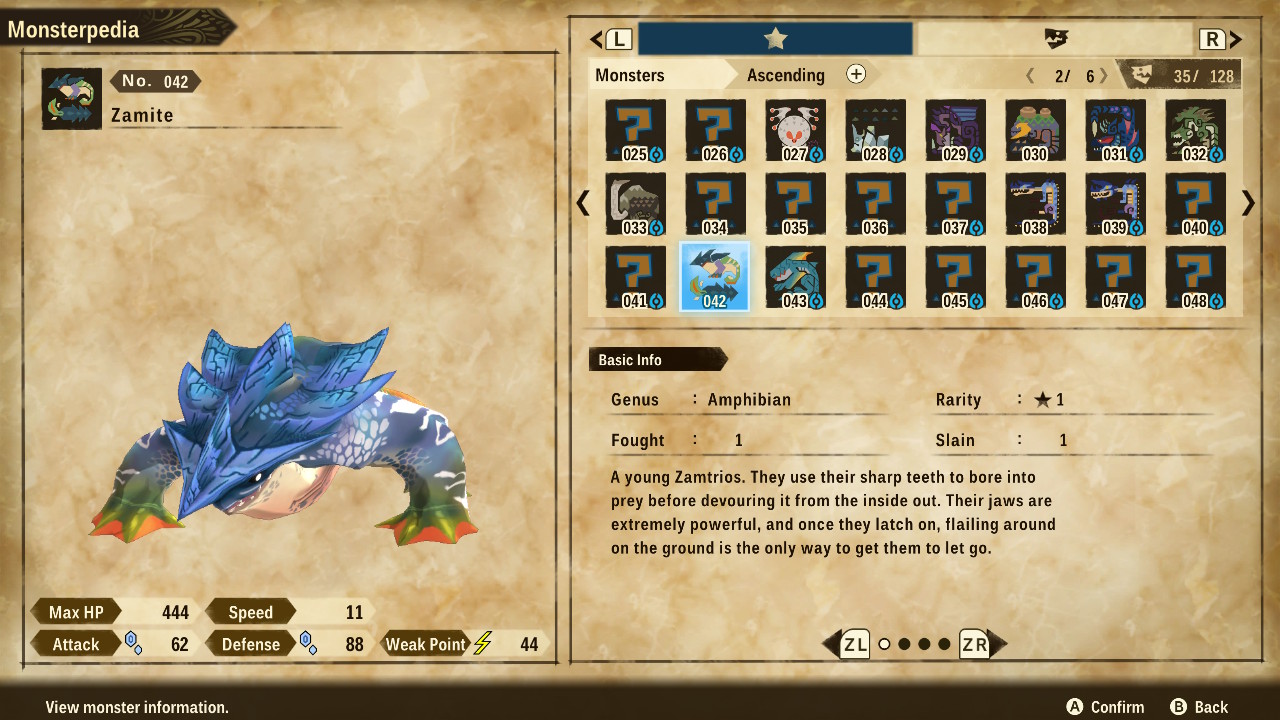 Monsterpedia
No. 042
Zamite
L
R
Monsters
Ascending
2/ 6
35/ 128
025 026 027 028 029 030 031 032
033 034 035 036 037 038 039 040
041 042 043 044 045 046 047 048
Basic Info
Genus : Amphibian
Rarity : ★ 1
Fought : 1
Slain : 1
A young Zamtrios. They use their sharp teeth to bore into
prey before devouring it from the inside out. Their jaws are
extremely powerful, and once they latch on, flailing around
on the ground is the only way to get them to let go.
Max HP 444
Speed 11
Attack 62
Defense 88
Weak Point 44
ZL
ZR
View monster information.
A Confirm
B Back